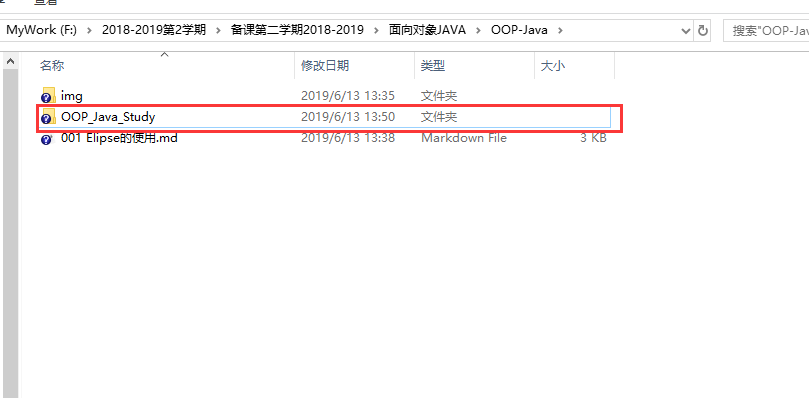 查看
MyWork (F:) > 2018-2019第2学期 > 备课第二学期2018-2019 > 面向对象JAVA > OOP-Java >
搜索"OOP-Jav
名称 修改日期 类型 大小
img 2019/6/13 13:35 文件夹
OOP_Java_Study 2019/6/13 13:50 文件夹
001 Elipse的使用.md 2019/6/13 13:38 Markdown File 3 KB